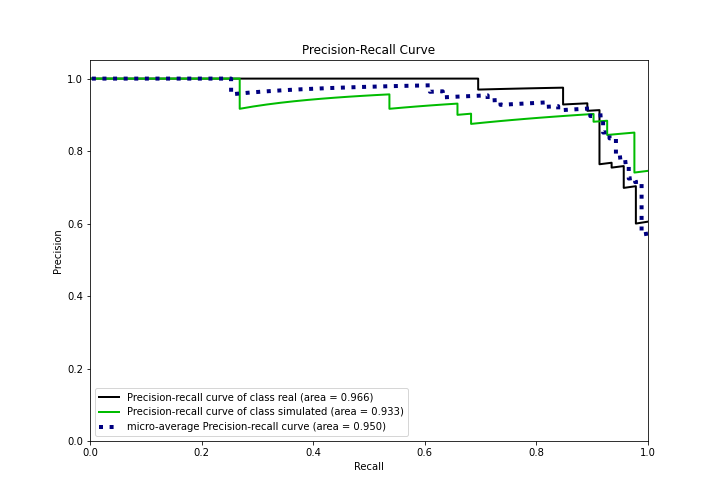 Precision-Recall Curve
1.0
0.8
0.6
0.4
0.2
0.0
Precision
Precision-recall curve of class real (area = 0.966)
Precision-recall curve of class simulated (area = 0.933)
micro-average Precision-recall curve (area = 0.950)
0.0 0.2 0.4 0.6 0.8 1.0
Recall